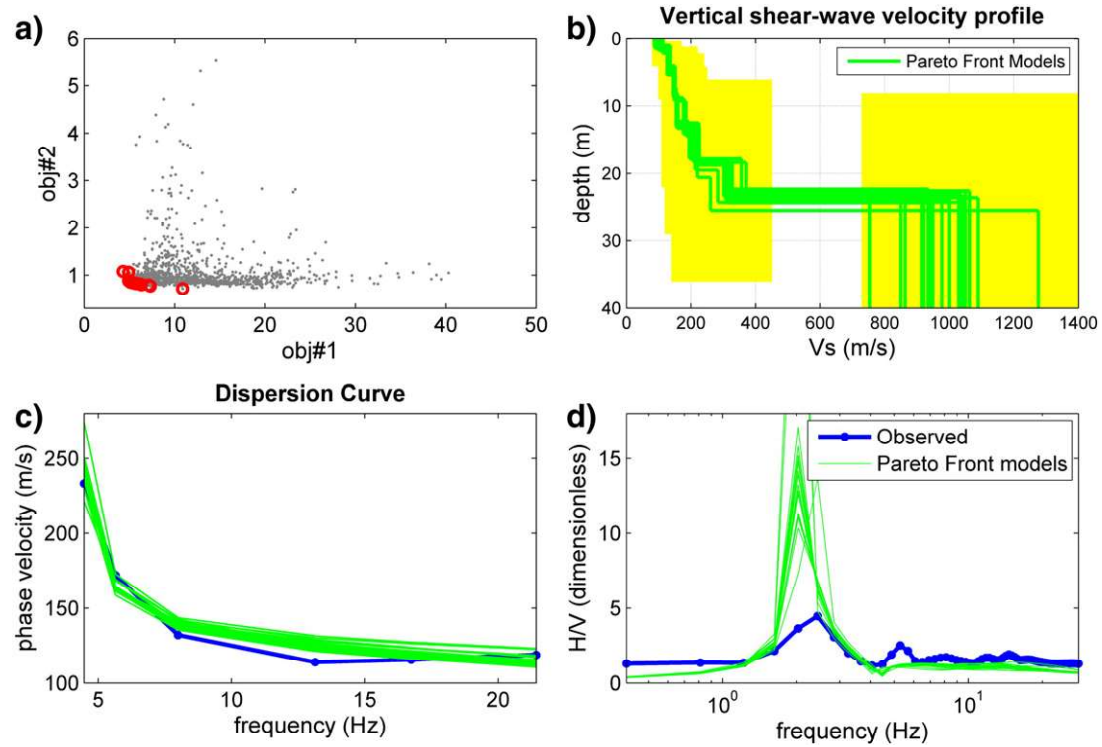 a)
6
5
4
3
2
1
0
obj#2
0 10 20 30 40 50
obj#1
b)
Vertical shear-wave velocity profile
0
10
20
30
40
depth (m)
Pareto Front Models
0 200 400 600 800 1000 1200 1400
Vs (m/s)
c)
Dispersion Curve
250
200
150
100
phase velocity (m/s)
5 10 15 20
frequency (Hz)
d)
15
10
5
0
H/V (dimensionless)
Observed
Pareto Front models
10^0 10^1
frequency (Hz)